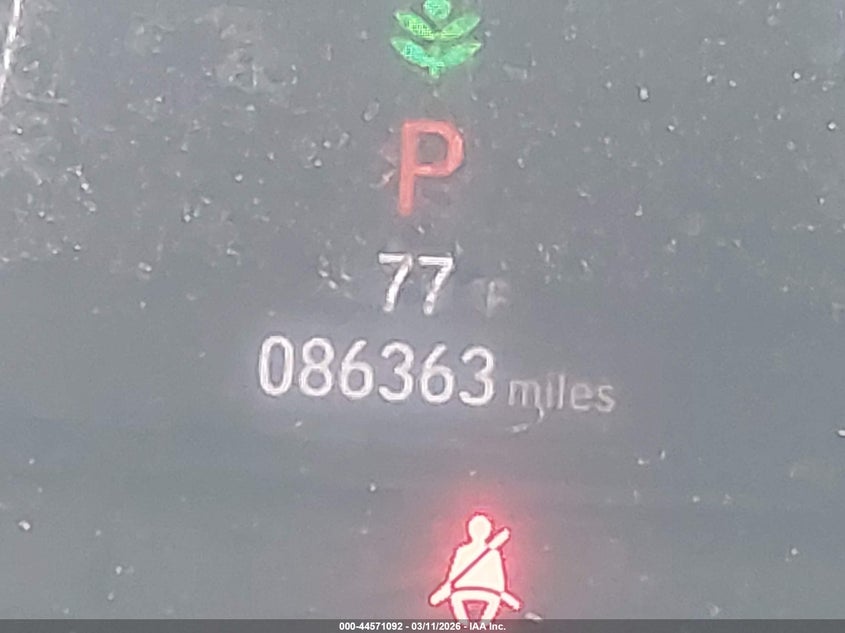 P
77 °F
086363 miles
000-44571092 - 03/11/2026 - IAA Inc.